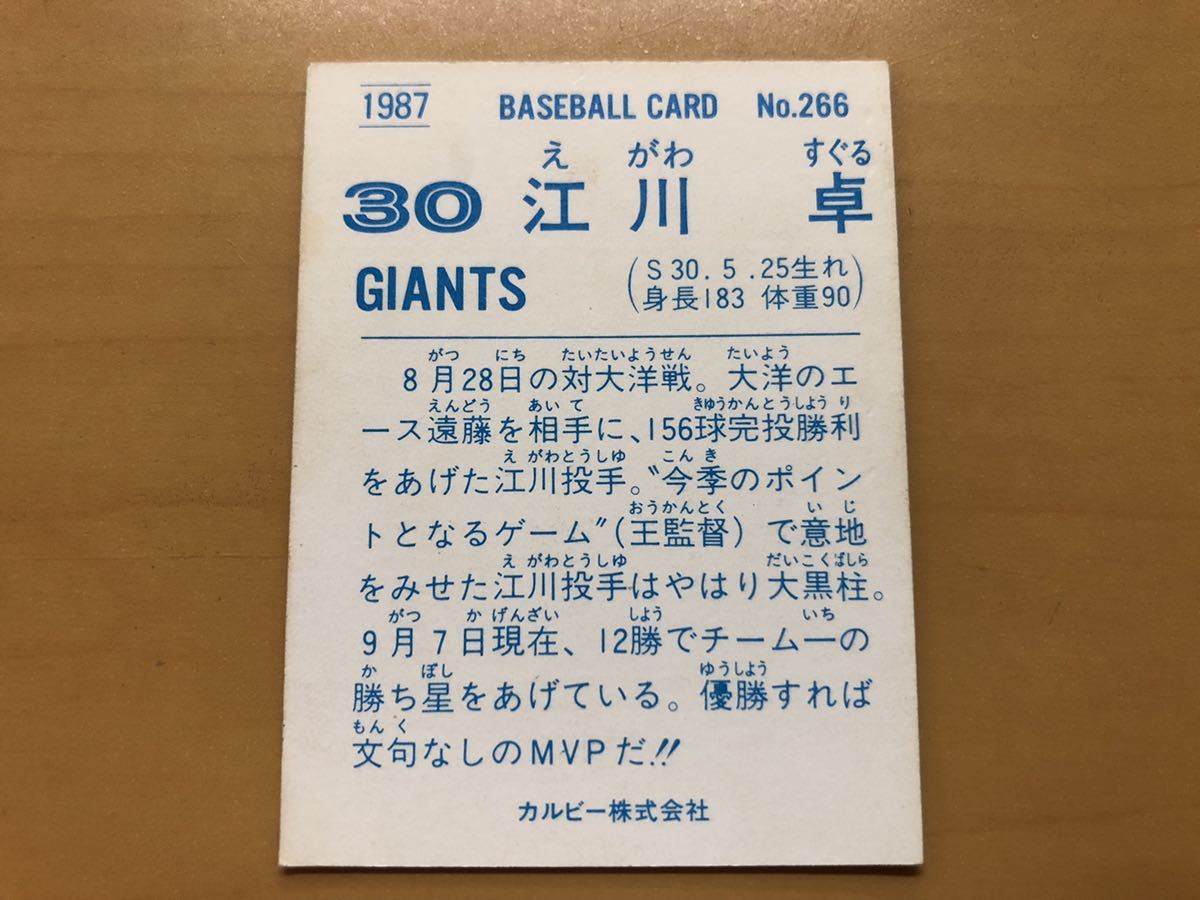 1987 BASEBALL CARD No.266
え がわ すぐる
30 江川 卓
GIANTS
(S30.5.25生れ
身長183 体重90)
がつ にち たいたいようせん たいよう
8月28日の対大洋戦。大洋のエ
えんどう あいて きゅうかんとうしようり
ース遠藤を相手に、156球完投勝利
え がわとうしゆ こんき
をあげた江川投手。〝今季のポイン
おうかんとく いじ
トとなるゲーム〟(王監督)で意地
え がわとうしゆ だいこくばしら
をみせた江川投手はやはり大黒柱。
がつ か げんざい しよう いち
9月7日現在、12勝でチーム一の
か ぼし ゆうしよう
勝ち星をあげている。優勝すれば
もんく
文句なしのMVPだ!!
カルビー株式会社